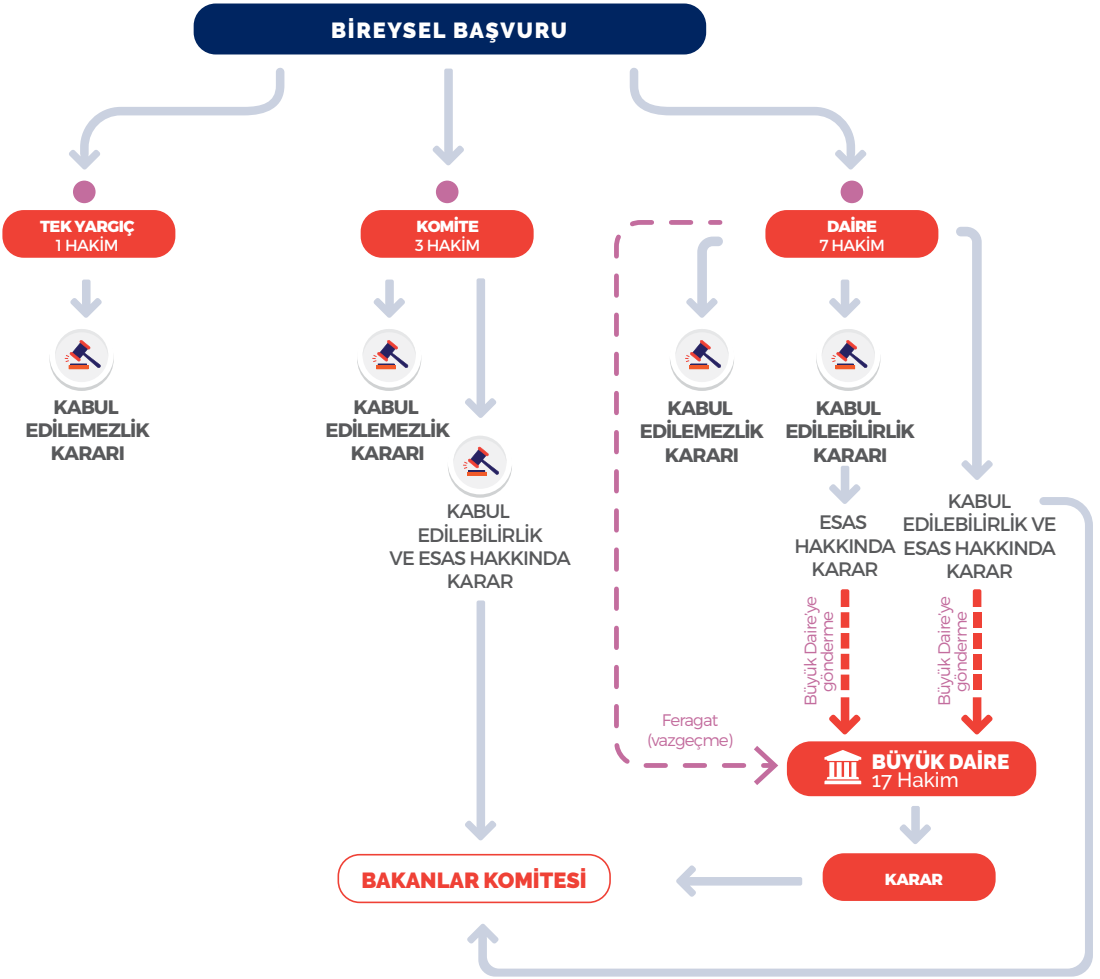 BİREYSEL BAŞVURU
TEK YARGIÇ
1 HAKİM
KABUL
EDİLEMEZLİK
KARARI
KOMİTE
3 HAKİM
KABUL
EDİLEMEZLİK
KARARI
KABUL
EDİLEBİLİRLİK
VE ESAS HAKKINDA
KARAR
DAİRE
7 HAKİM
KABUL
EDİLEMEZLİK
KARARI
KABUL
EDİLEBİLİRLİK
KARARI
ESAS
HAKKINDA
KARAR
KABUL
EDİLEBİLİRLİK VE
ESAS HAKKINDA
KARAR
Büyük Daire'ye
gönderme
Büyük Daire'ye
gönderme
Feragat
(vazgeçme)
BÜYÜK DAİRE
17 Hakim
BAKANLAR KOMİTESİ
KARAR